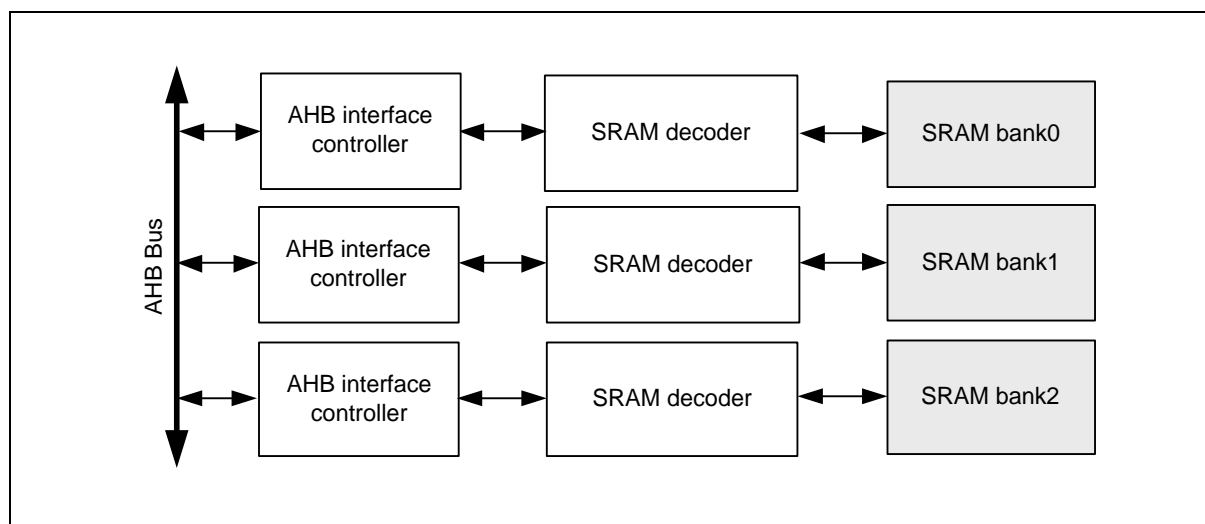 AHB Bus
AHB interface
controller
SRAM decoder
SRAM bank0
AHB interface
controller
SRAM decoder
SRAM bank1
AHB interface
controller
SRAM decoder
SRAM bank2